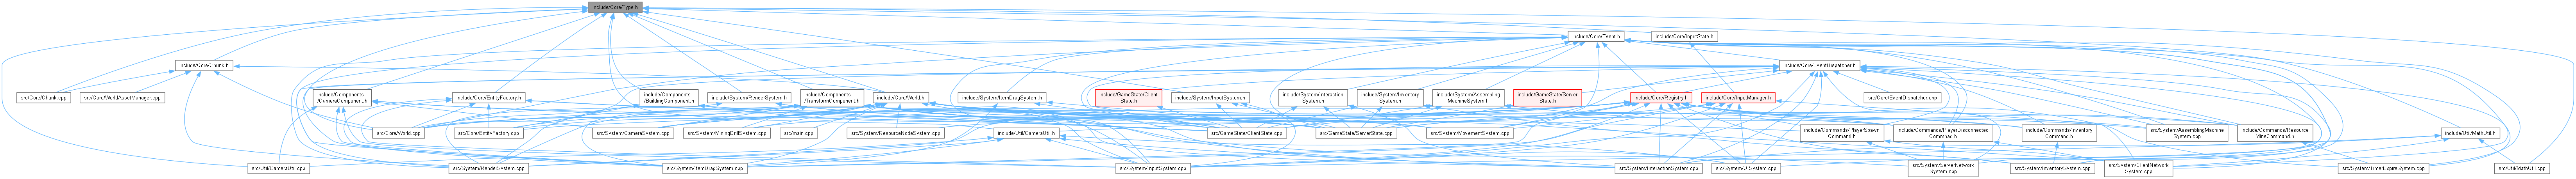 include/Core/Type.h
include/Core/Event.h
include/Core/InputState.h
include/Core/Chunk.h
include/Core/EventDispatcher.h
src/Core/Chunk.cpp
src/Core/WorldAssetManager.cpp
include/Components
/CameraComponent.h
include/Core/EntityFactory.h
include/Components
/BuildingComponent.h
include/System/RenderSystem.h
include/Components
/TransformComponent.h
include/Core/World.h
include/System/ItemDragSystem.h
include/GameState/Client
State.h
include/System/InputSystem.h
include/System/Interaction
System.h
include/System/Inventory
System.h
include/System/Assembling
MachineSystem.h
include/GameState/Server
State.h
include/Core/Registry.h
include/Core/InputManager.h
src/Core/EventDispatcher.cpp
src/Core/World.cpp
src/Core/EntityFactory.cpp
src/System/CameraSystem.cpp
src/System/MiningDrillSystem.cpp
src/main.cpp
src/System/ResourceNodeSystem.cpp
include/Util/CameraUtil.h
src/GameState/ClientState.cpp
src/GameState/ServerState.cpp
src/System/MovementSystem.cpp
include/Commands/PlayerSpawn
Command.h
include/Commands/PlayerDisconnected
Command.h
include/Commands/Inventory
Command.h
src/System/AssemblingMachine
System.cpp
include/Commands/Resource
MineCommand.h
include/Util/MathUtil.h
src/Util/CameraUtil.cpp
src/System/RenderSystem.cpp
src/System/ItemDragSystem.cpp
src/System/InputSystem.cpp
src/System/InteractionSystem.cpp
src/System/UISystem.cpp
src/System/ServerNetwork
System.cpp
src/System/InventorySystem.cpp
src/System/ClientNetwork
System.cpp
src/System/TimerExpireSystem.cpp
src/Util/MathUtil.cpp